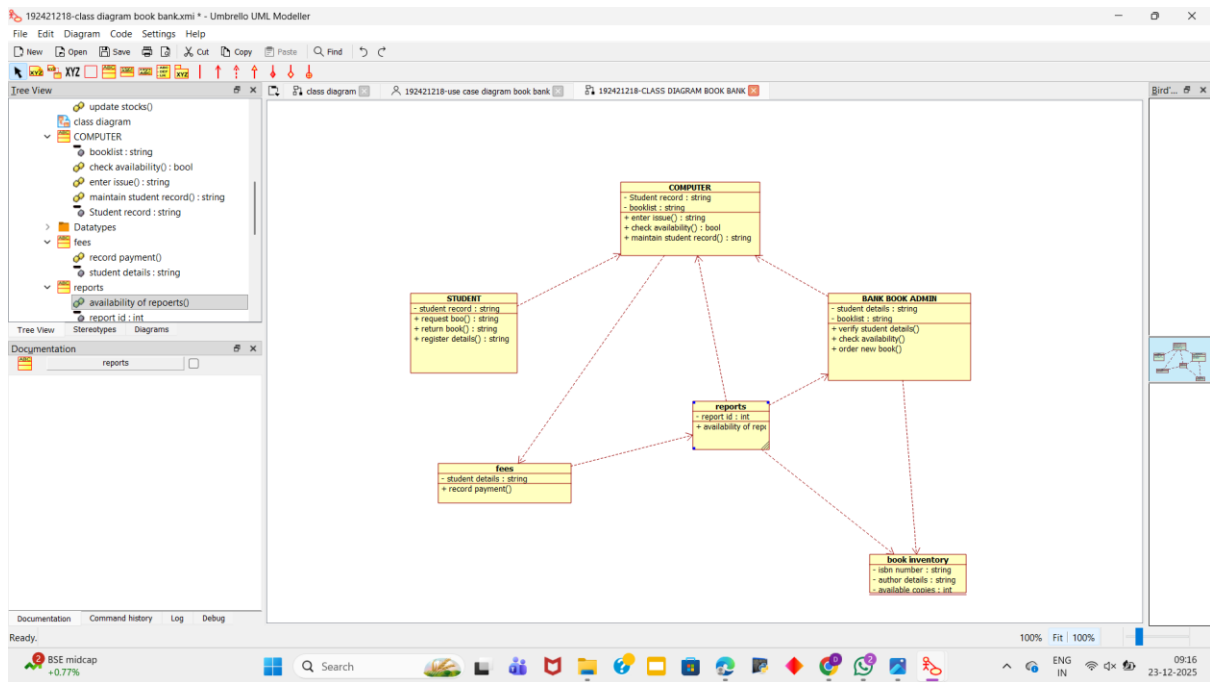 192421218-class diagram book bank.xmi * - Umbrello UML Modeller
File Edit Diagram Code Settings Help
New Open Save Cut Copy Paste Find
XYZ XYZ
Tree View
class diagram 192421218-use case diagram book bank 192421218-CLASS DIAGRAM BOOK BANK
Bird'...
update stocks()
class diagram
COMPUTER
booklist : string
check availability() : bool
enter issue() : string
maintain student record() : string
Student record : string
Datatypes
fees
record payment()
student details : string
reports
availability of repoerts()
report id : int
Tree View Stereotypes Diagrams
Documentation
reports
COMPUTER
- Student record : string
- booklist : string
+ enter issue() : string
+ check availability() : bool
+ maintain student record() : string
STUDENT
- student record : string
+ request boo() : string
+ return book() : string
+ register details() : string
BANK BOOK ADMIN
- student details : string
- booklist : string
+ verify student details()
+ check availability()
+ order new book()
reports
- report id : int
+ availability of repo
fees
- student details : string
+ record payment()
book inventory
- isbn number : string
- author details : string
- available copies : int
Documentation Command history Log Debug
Ready.
100% Fit 100%
2
BSE midcap
+0.77%
Search
2
ENG
IN
09:16
23-12-2025